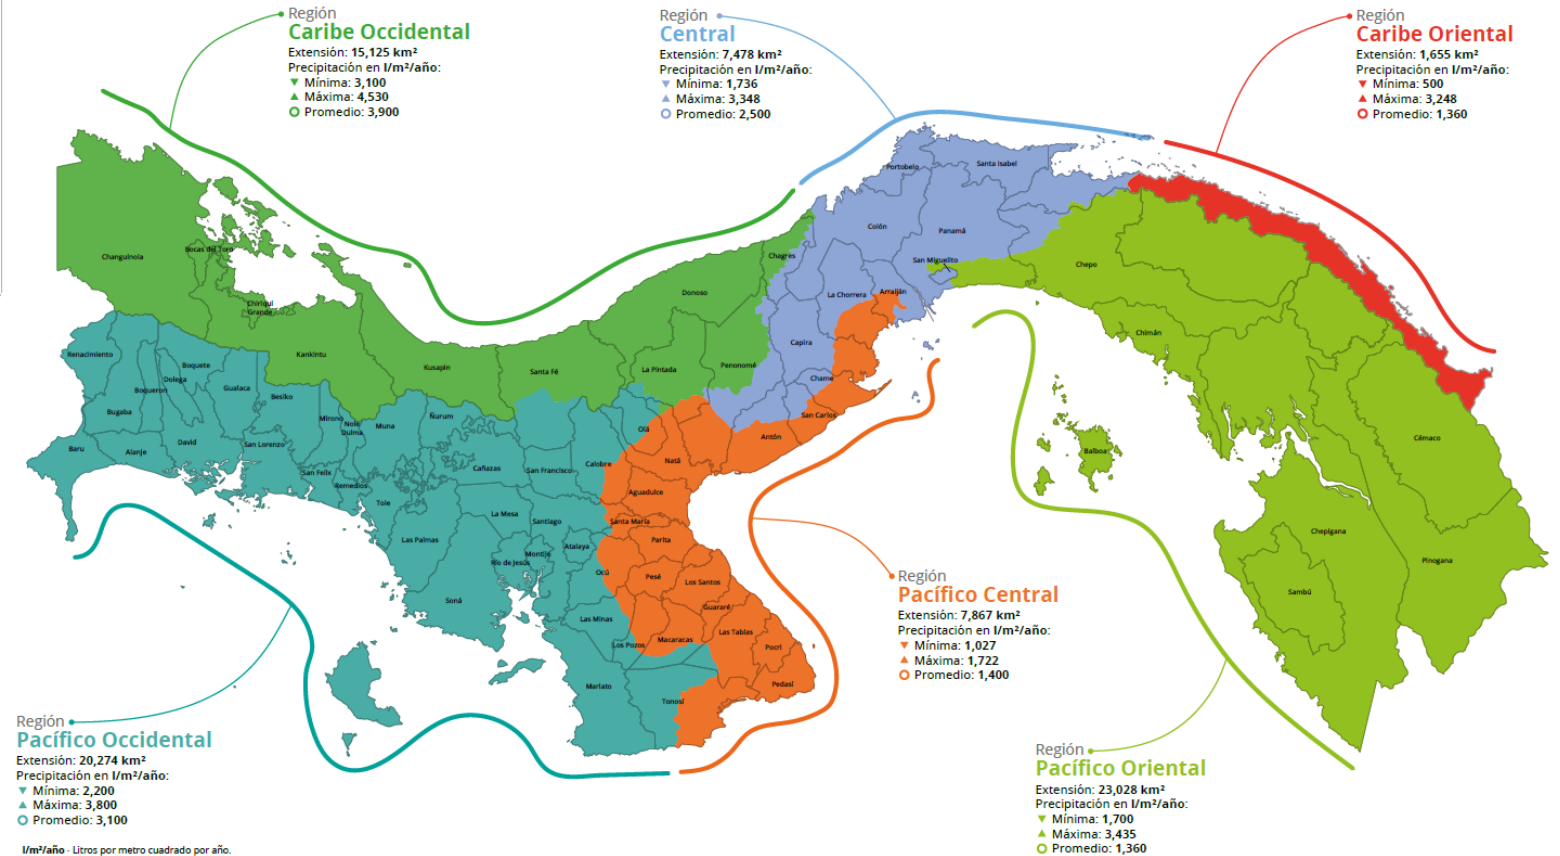 Región
Caribe Occidental
Extensión: 15,125 km²
Precipitación en l/m²/año:
Mínima: 3,100
Máxima: 4,530
Promedio: 3,900
Región
Central
Extensión: 7,478 km²
Precipitación en l/m²/año:
Mínima: 1,736
Máxima: 3,348
Promedio: 2,500
Región
Caribe Oriental
Extensión: 1,655 km²
Precipitación en l/m²/año:
Mínima: 500
Máxima: 3,248
Promedio: 1,360
Changuinola
Bocas del Toro
Chiriquí
Grande
Kankintu
Kusapin
Santa Fé
Donoso
La Pintada
Penonomé
Chagres
Portobelo
Santa Isabel
Colón
Panamá
San Miguelito
La Chorrera
Arraiján
Capira
Chame
San Carlos
Antón
Chepo
Chimán
Balboa
Cémaco
Chepigana
Pinogana
Sambú
Renacimiento
Boquete
Dolega
Boqueron
Gualaca
Besiko
Bugaba
Mirono
Nole
Duima
Muna
Ñurum
Baru
Alanje
David
San Lorenzo
San Felix
Remedios
Tole
Cañazas
San Francisco
Calobre
Olá
Natá
Aguadulce
La Mesa
Santiago
Santa María
Las Palmas
Atalaya
Montijo
Río de Jesús
Parita
Ocú
Pesé
Los Santos
Soná
Guararé
Las Minas
Las Tablas
Los Pozos
Macaracas
Pocrí
Mariato
Tonosí
Pedasí
Región
Pacífico Central
Extensión: 7,867 km²
Precipitación en l/m²/año:
Mínima: 1,027
Máxima: 1,722
Promedio: 1,400
Región
Pacífico Occidental
Extensión: 20,274 km²
Precipitación en l/m²/año:
Mínima: 2,200
Máxima: 3,800
Promedio: 3,100
Región
Pacífico Oriental
Extensión: 23,028 km²
Precipitación en l/m²/año:
Mínima: 1,700
Máxima: 3,435
Promedio: 1,360
l/m²/año - Litros por metro cuadrado por año.